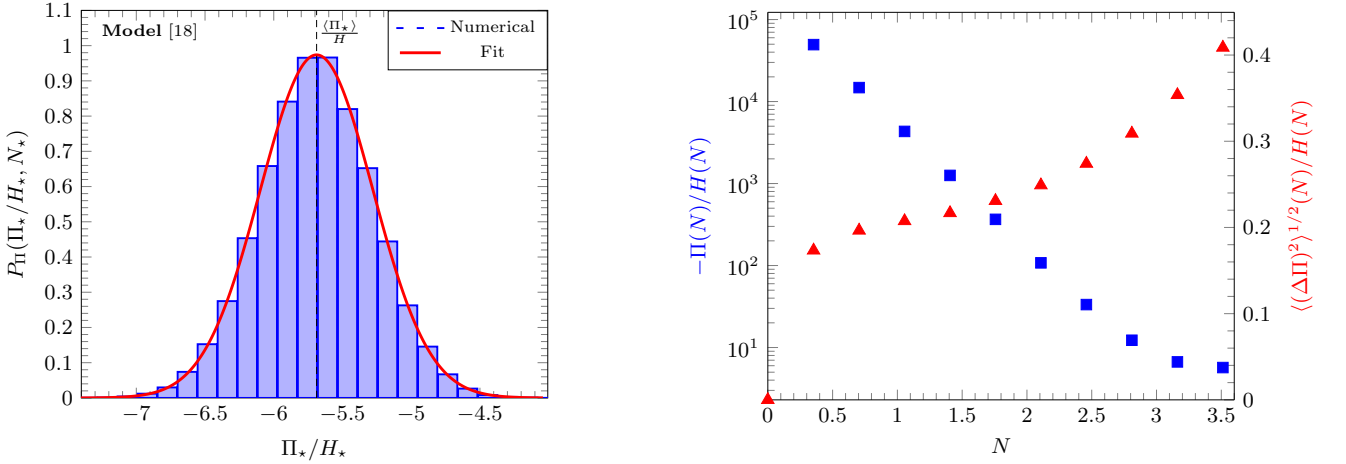 Model [18]
⟨Π⋆⟩/H
Numerical
Fit
P_Π(Π⋆/H⋆, N⋆)
1.1
1
0.9
0.8
0.7
0.6
0.5
0.4
0.3
0.2
0.1
0
−7 −6.5 −6 −5.5 −5 −4.5
Π⋆/H⋆
−Π(N)/H(N)
10^5
10^4
10^3
10^2
10^1
0 0.5 1 1.5 2 2.5 3 3.5
N
0.4
0.3
0.2
0.1
0
⟨(ΔΠ)^2⟩^{1/2}(N)/H(N)